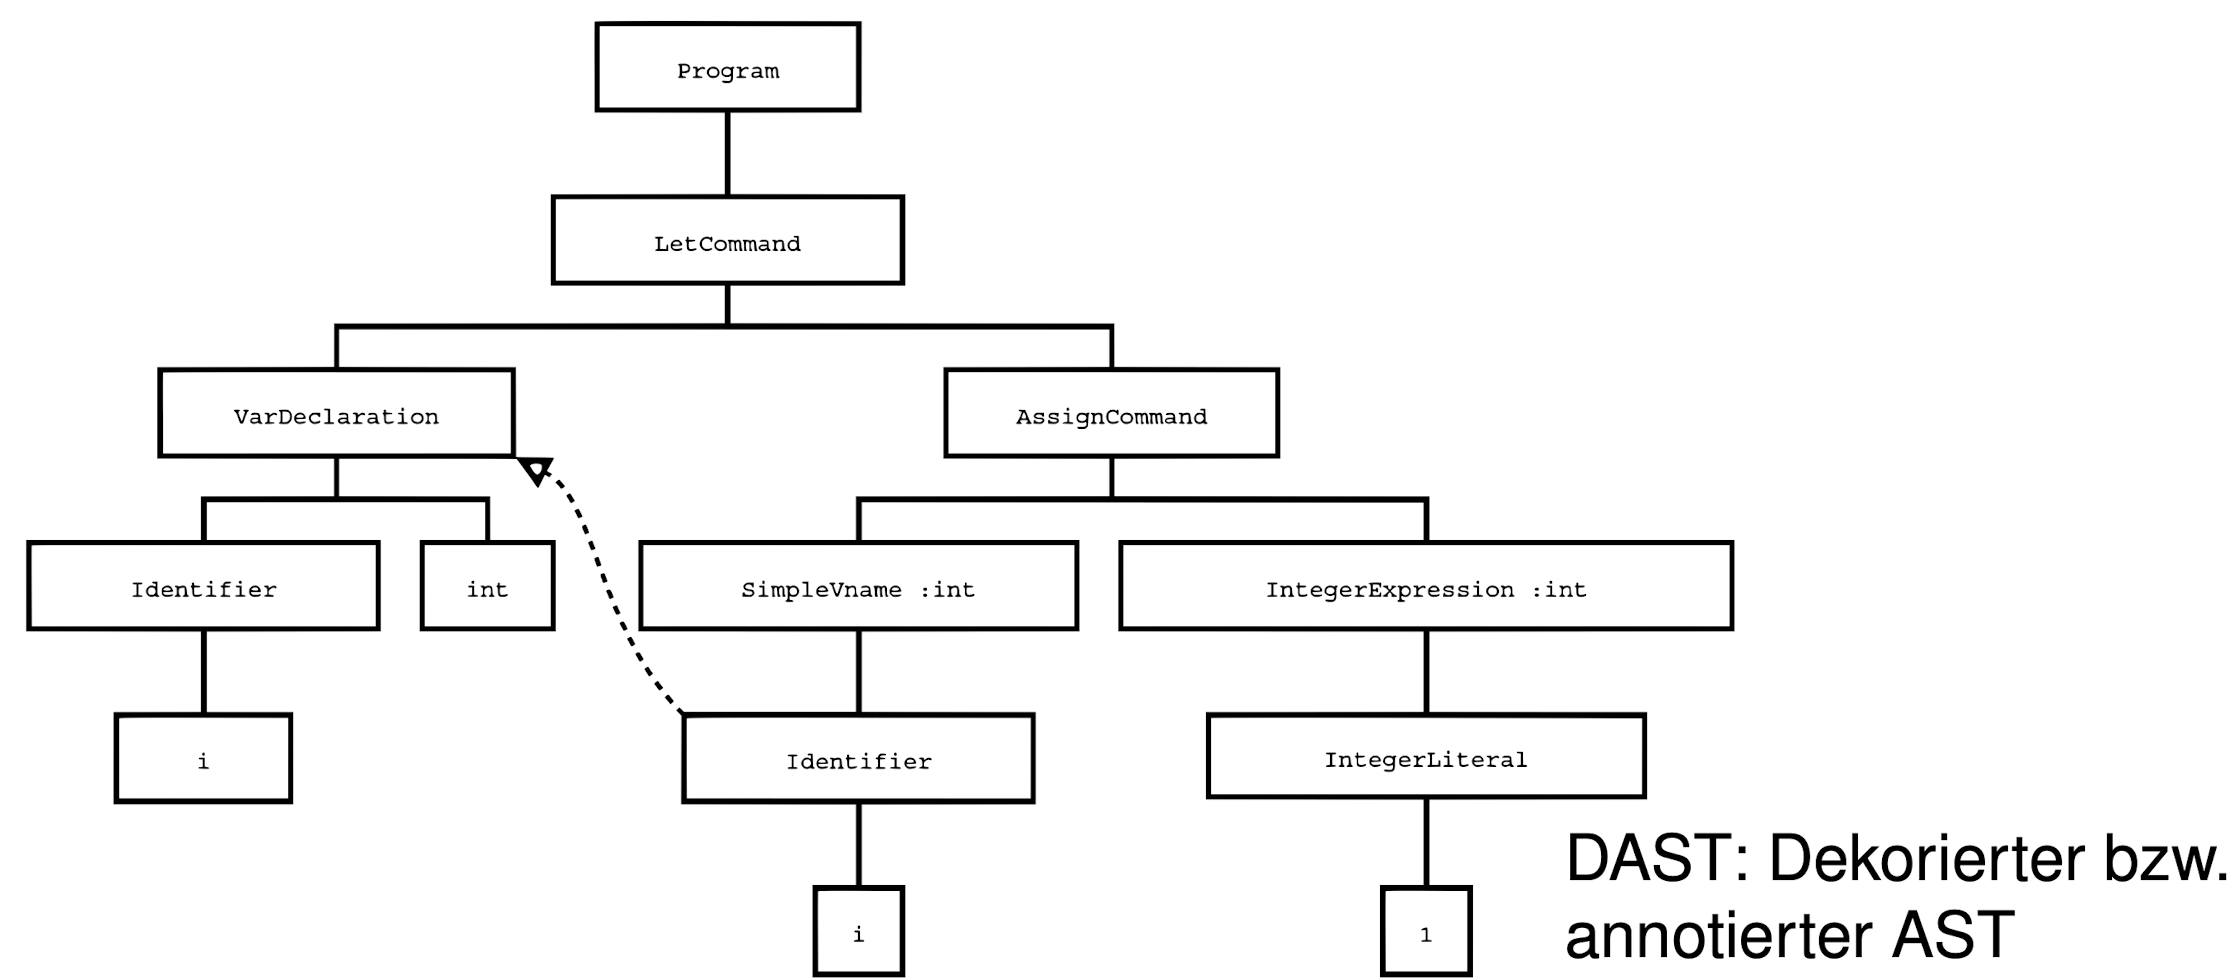 Program
LetCommand
VarDeclaration
AssignCommand
Identifier
int
SimpleVname :int
IntegerExpression :int
i
Identifier
IntegerLiteral
i
1
DAST: Dekorierter bzw.
annotierter AST